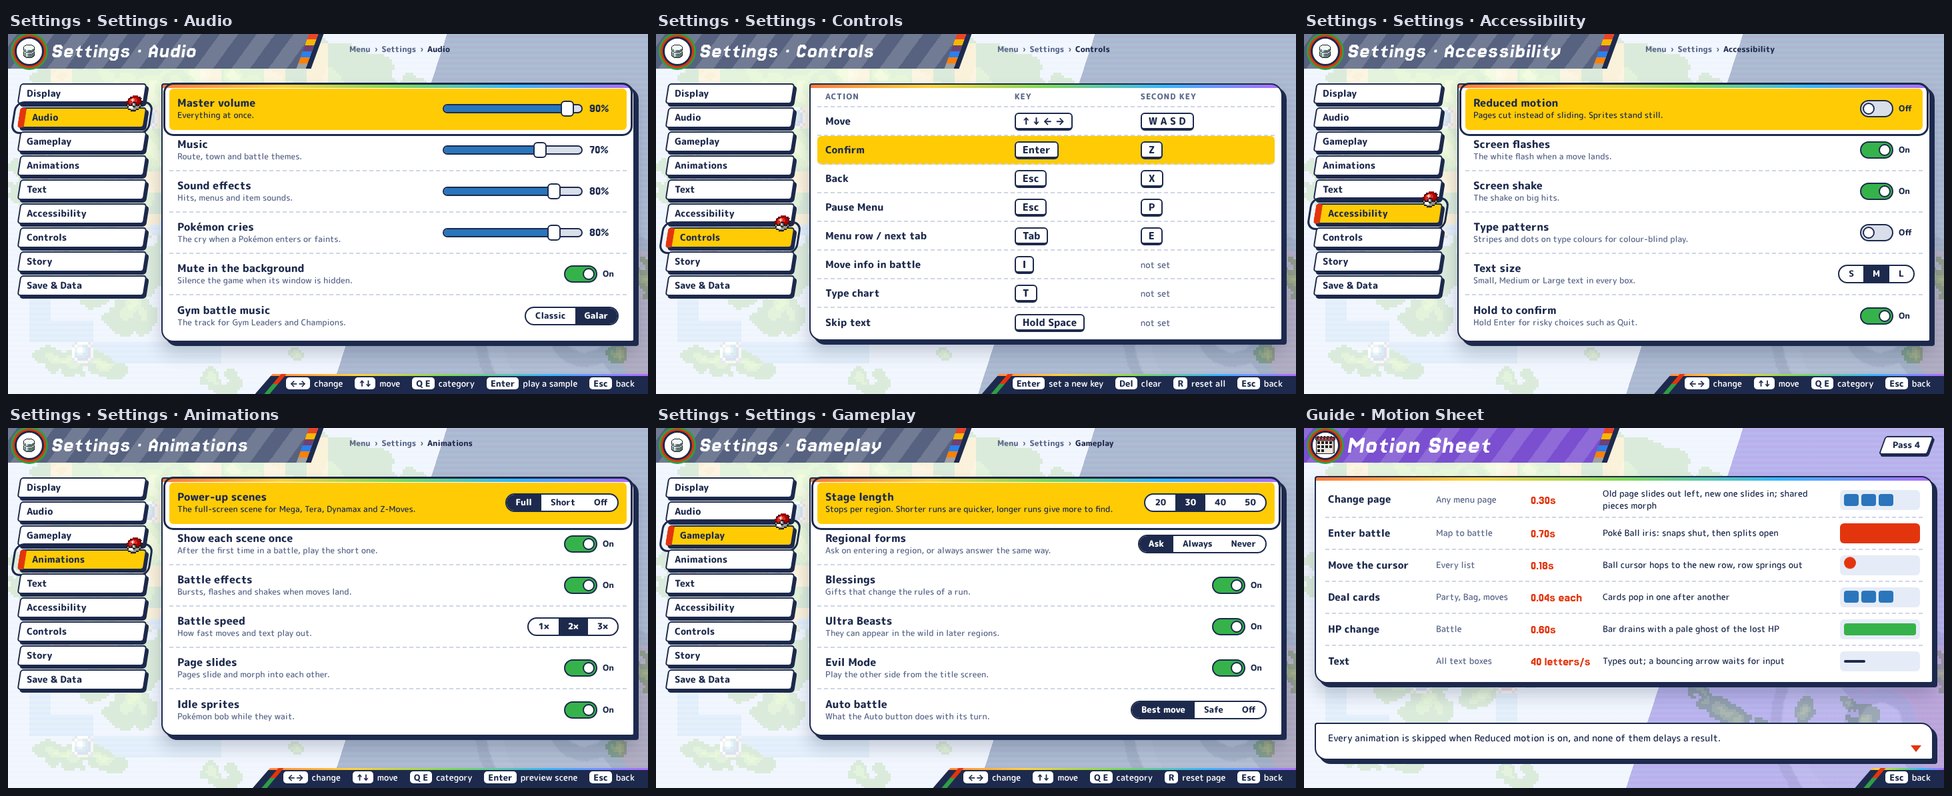 Settings · Settings · Audio
Settings · Audio
Menu › Settings › Audio
Display
Audio
Gameplay
Animations
Text
Accessibility
Controls
Story
Save & Data
Master volume
Everything at once.
90%
Music
Route, town and battle themes.
70%
Sound effects
Hits, menus and item sounds.
80%
Pokémon cries
The cry when a Pokémon enters or faints.
80%
Mute in the background
Silence the game when its window is hidden.
On
Gym battle music
The track for Gym Leaders and Champions.
Classic Galar
←→ change ↑↓ move Q E category Enter play a sample Esc back
Settings · Settings · Controls
Settings · Controls
Menu › Settings › Controls
Display
Audio
Gameplay
Animations
Text
Accessibility
Controls
Story
Save & Data
ACTION KEY SECOND KEY
Move ↑ ↓ ← → W A S D
Confirm Enter Z
Back Esc X
Pause Menu Esc P
Menu row / next tab Tab E
Move info in battle I not set
Type chart T not set
Skip text Hold Space not set
Enter set a new key Del clear R reset all Esc back
Settings · Settings · Accessibility
Settings · Accessibility
Menu › Settings › Accessibility
Display
Audio
Gameplay
Animations
Text
Accessibility
Controls
Story
Save & Data
Reduced motion
Pages cut instead of sliding. Sprites stand still.
Off
Screen flashes
The white flash when a move lands.
On
Screen shake
The shake on big hits.
On
Type patterns
Stripes and dots on type colours for colour-blind play.
Off
Text size
Small, Medium or Large text in every box.
S M L
Hold to confirm
Hold Enter for risky choices such as Quit.
On
←→ change ↑↓ move Q E category Esc back
Settings · Settings · Animations
Settings · Animations
Menu › Settings › Animations
Display
Audio
Gameplay
Animations
Text
Accessibility
Controls
Story
Save & Data
Power-up scenes
The full-screen scene for Mega, Tera, Dynamax and Z-Moves.
Full Short Off
Show each scene once
After the first time in a battle, play the short one.
On
Battle effects
Bursts, flashes and shakes when moves land.
On
Battle speed
How fast moves and text play out.
1x 2x 3x
Page slides
Pages slide and morph into each other.
On
Idle sprites
Pokémon bob while they wait.
On
←→ change ↑↓ move Q E category Enter preview scene Esc back
Settings · Settings · Gameplay
Settings · Gameplay
Menu › Settings › Gameplay
Display
Audio
Gameplay
Animations
Text
Accessibility
Controls
Story
Save & Data
Stage length
Stops per region. Shorter runs are quicker, longer runs give more to find.
20 30 40 50
Regional forms
Ask on entering a region, or always answer the same way.
Ask Always Never
Blessings
Gifts that change the rules of a run.
On
Ultra Beasts
They can appear in the wild in later regions.
On
Evil Mode
Play the other side from the title screen.
On
Auto battle
What the Auto button does with its turn.
Best move Safe Off
←→ change ↑↓ move Q E category R reset page Esc back
Guide · Motion Sheet
Motion Sheet
Pass 4
Change page Any menu page 0.30s Old page slides out left, new one slides in; shared
pieces morph
Enter battle Map to battle 0.70s Poké Ball iris: snaps shut, then splits open
Move the cursor Every list 0.18s Ball cursor hops to the new row, row springs out
Deal cards Party, Bag, moves 0.04s each Cards pop in one after another
HP change Battle 0.60s Bar drains with a pale ghost of the lost HP
Text All text boxes 40 letters/s Types out; a bouncing arrow waits for input
Every animation is skipped when Reduced motion is on, and none of them delays a result.
Esc back